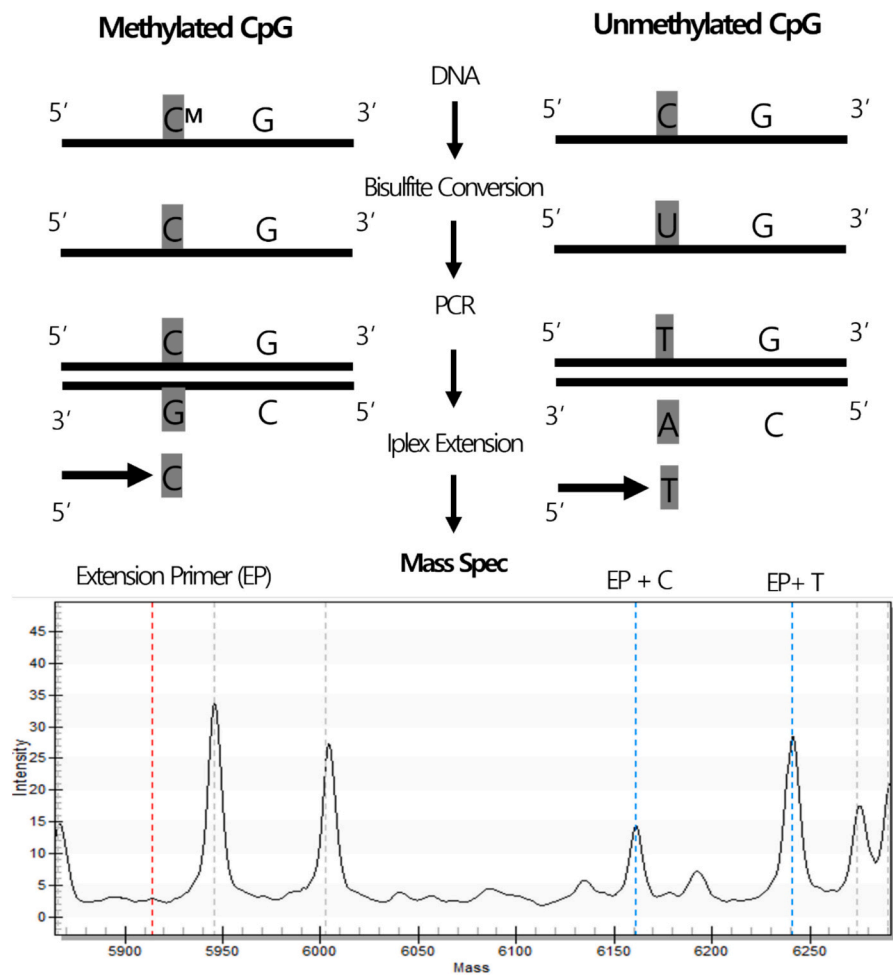 Methylated CpG
Unmethylated CpG
DNA
5’ Cᴹ G 3’
5’ C G 3’
Bisulfite Conversion
5’ C G 3’
5’ U G 3’
PCR
5’ C G 3’
5’ T G 3’
3’ G C 5’
3’ A C 5’
Iplex Extension
C
T
5’
5’
Mass Spec
Extension Primer (EP)
EP + C
EP+ T
45
40
35
30
25
20
15
10
5
0
Intensity
5900 5950 6000 6050 6100 6150 6200 6250
Mass